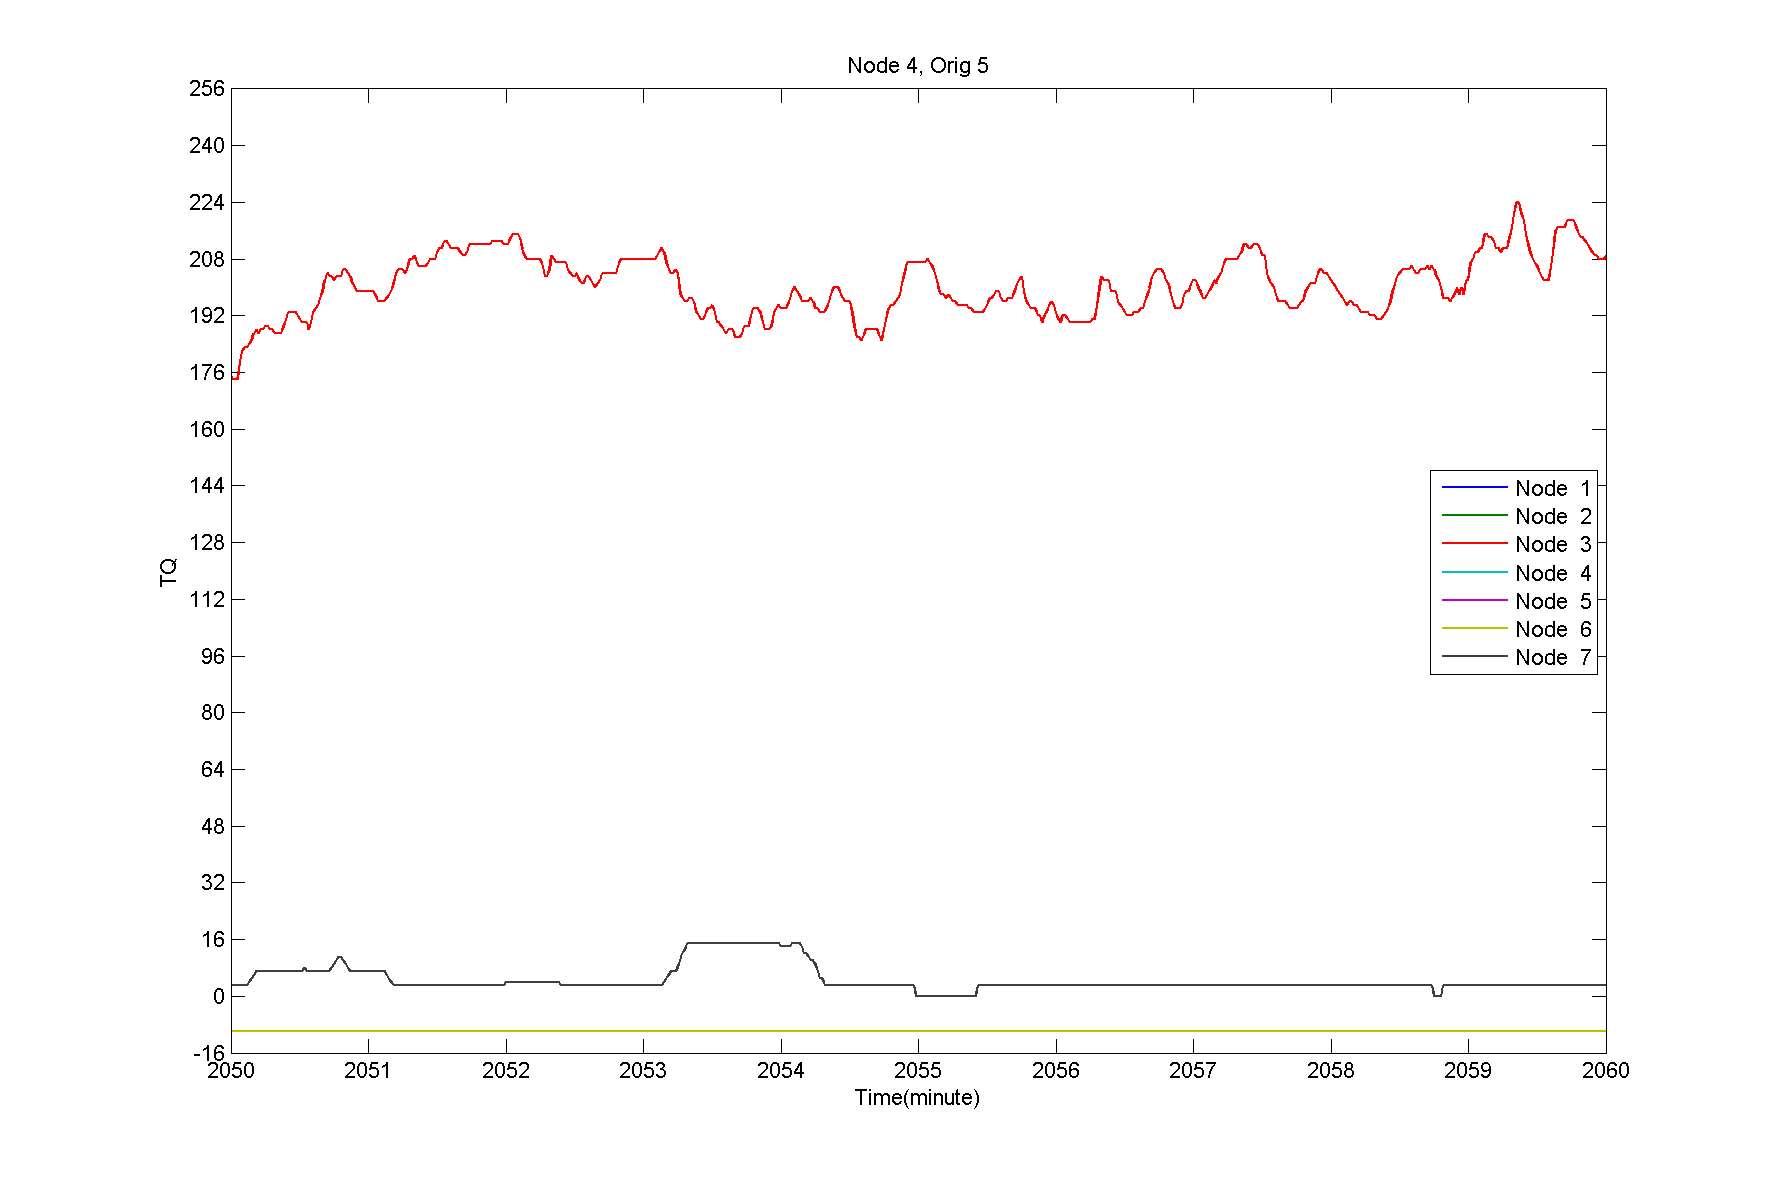 Node 4, Orig 5
256
240
224
208
192
176
160
144
128
112
96
80
64
48
32
16
0
-16
TQ
Node 1
Node 2
Node 3
Node 4
Node 5
Node 6
Node 7
2050 2051 2052 2053 2054 2055 2056 2057 2058 2059 2060
Time(minute)